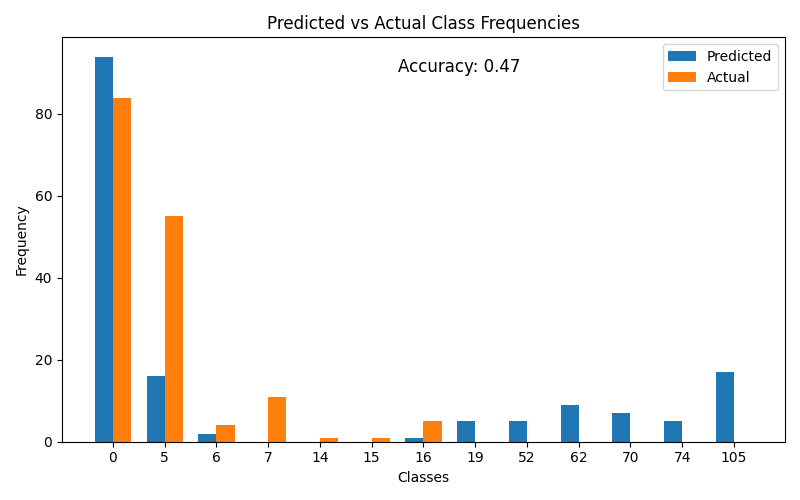 Predicted vs Actual Class Frequencies
Accuracy: 0.47
Predicted
Actual
Frequency
80
60
40
20
0
0 5 6 7 14 15 16 19 52 62 70 74 105
Classes